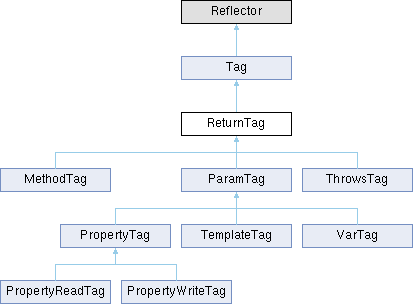 Reflector
Tag
ReturnTag
MethodTag ParamTag ThrowsTag
PropertyTag TemplateTag VarTag
PropertyReadTag PropertyWriteTag